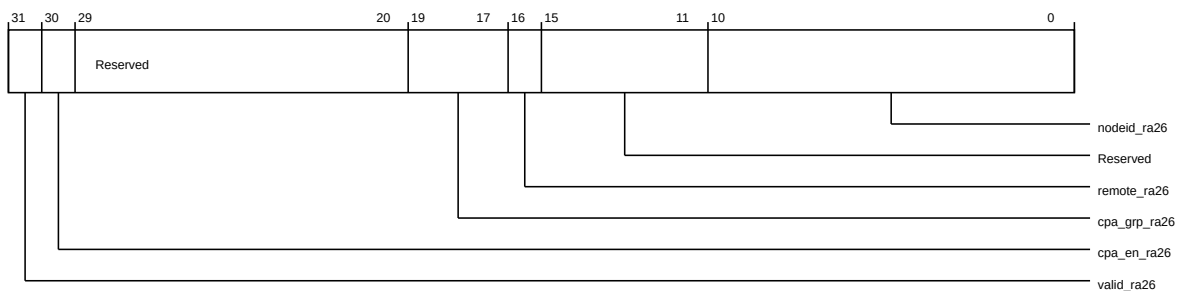 31 30 29 20 19 17 16 15 11 10 0
Reserved
nodeid_ra26
Reserved
remote_ra26
cpa_grp_ra26
cpa_en_ra26
valid_ra26